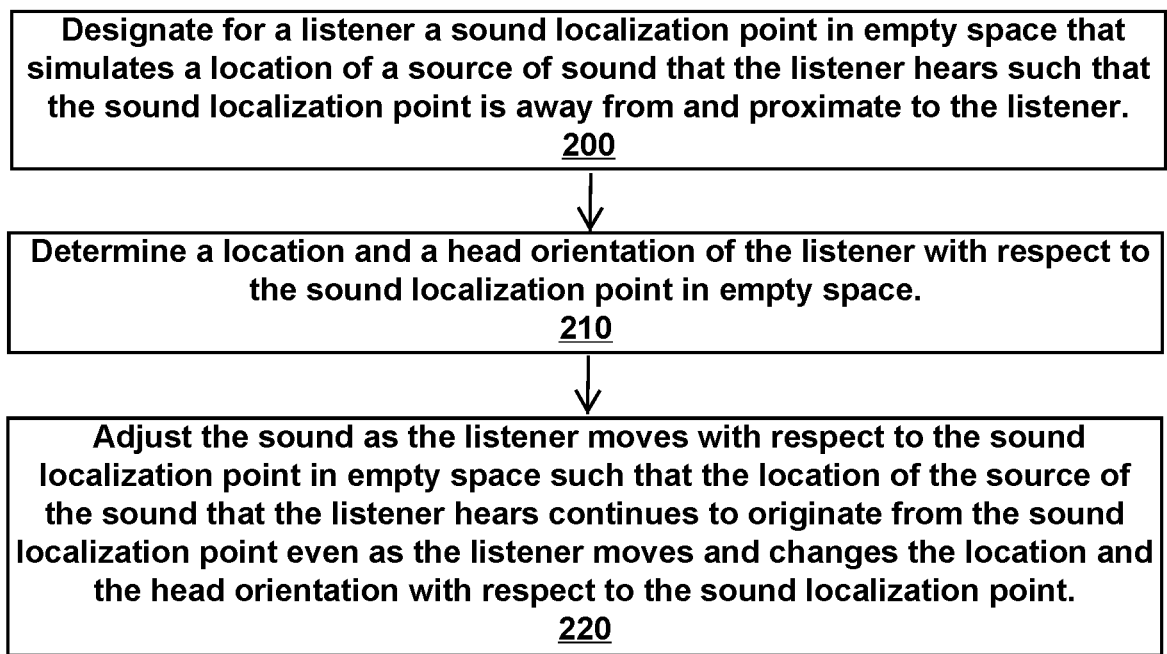 Designate for a listener a sound localization point in empty space that
simulates a location of a source of sound that the listener hears such that
the sound localization point is away from and proximate to the listener.
200
Determine a location and a head orientation of the listener with respect to
the sound localization point in empty space.
210
Adjust the sound as the listener moves with respect to the sound
localization point in empty space such that the location of the source of
the sound that the listener hears continues to originate from the sound
localization point even as the listener moves and changes the location and
the head orientation with respect to the sound localization point.
220